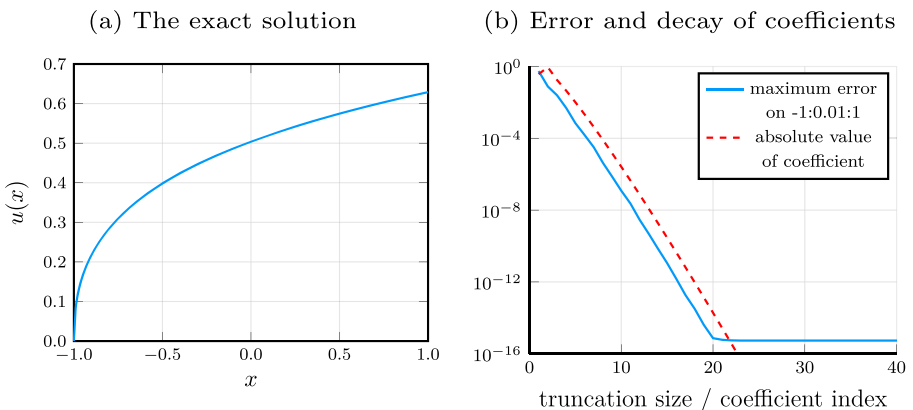 (a) The exact solution
0.7
0.6
0.5
0.4
0.3
0.2
0.1
0.0
u(x)
−1.0 −0.5 0.0 0.5 1.0
x
(b) Error and decay of coefficients
10⁰
10⁻⁴
10⁻⁸
10⁻¹²
10⁻¹⁶
maximum error
on -1:0.01:1
absolute value
of coefficient
0 10 20 30 40
truncation size / coefficient index